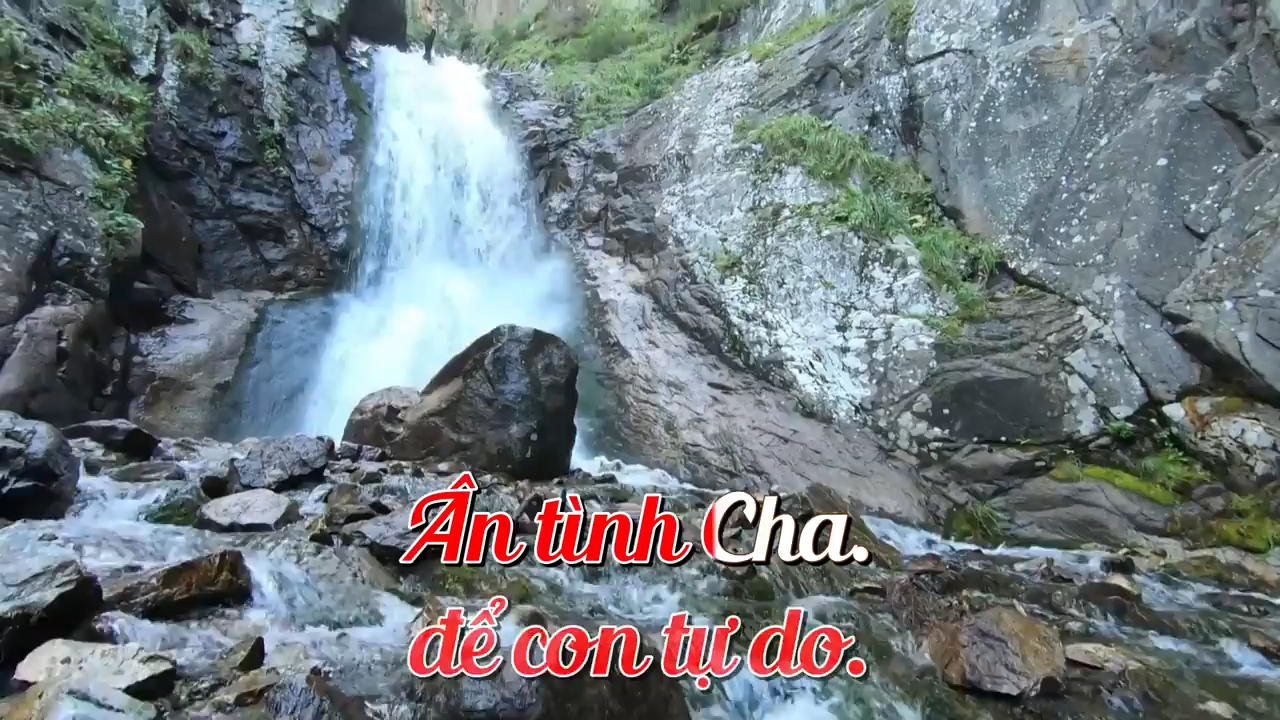 Ân tình Cha.
để con tự do.